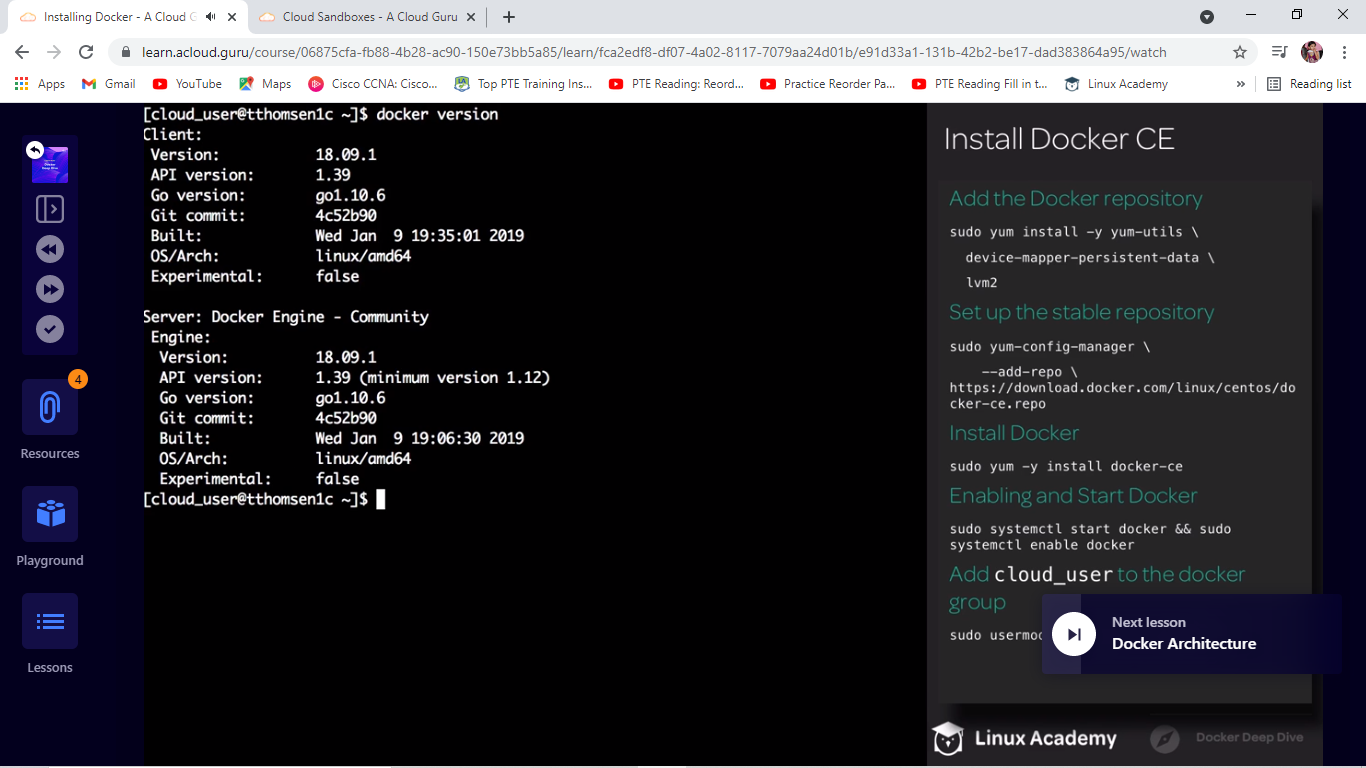 Installing Docker - A Cloud G
Cloud Sandboxes - A Cloud Guru
learn.acloud.guru/course/06875cfa-fb88-4b28-ac90-150e73bb5a85/learn/fca2edf8-df07-4a02-8117-7079aa24d01b/e91d33a1-131b-42b2-be17-dad383864a95/watch
Apps Gmail YouTube Maps Cisco CCNA: Cisco... Top PTE Training Ins... PTE Reading: Reord... Practice Reorder Pa... PTE Reading Fill in t... Linux Academy » Reading list
[cloud_user@tthomsen1c ~]$ docker version
Client:
Version: 18.09.1
API version: 1.39
Go version: go1.10.6
Git commit: 4c52b90
Built: Wed Jan 9 19:35:01 2019
OS/Arch: linux/amd64
Experimental: false
Server: Docker Engine - Community
Engine:
Version: 18.09.1
API version: 1.39 (minimum version 1.12)
Go version: go1.10.6
Git commit: 4c52b90
Built: Wed Jan 9 19:06:30 2019
OS/Arch: linux/amd64
Experimental: false
[cloud_user@tthomsen1c ~]$
4
Resources
Playground
Lessons
Install Docker CE
Add the Docker repository
sudo yum install -y yum-utils \
device-mapper-persistent-data \
lvm2
Set up the stable repository
sudo yum-config-manager \
--add-repo \
https://download.docker.com/linux/centos/do
cker-ce.repo
Install Docker
sudo yum -y install docker-ce
Enabling and Start Docker
sudo systemctl start docker && sudo
systemctl enable docker
Add cloud_user to the docker
group
sudo usermod
Next lesson
Docker Architecture
Linux Academy
Docker Deep Dive